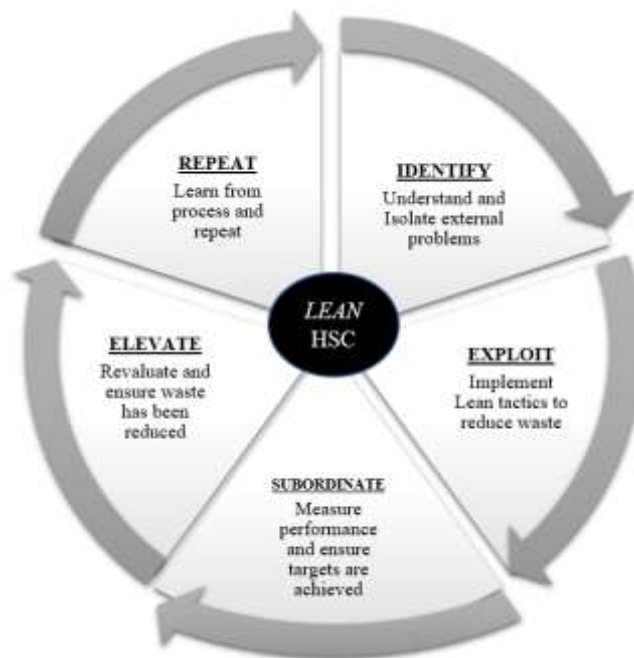 REPEAT
Learn from
process and
repeat
IDENTIFY
Understand and
Isolate external
problems
LEAN
HSC
ELEVATE
Revaluate and
ensure waste
has been
reduced
EXPLOIT
Implement
Lean tactics to
reduce waste
SUBORDINATE
Measure
performance
and ensure
targets are
achieved